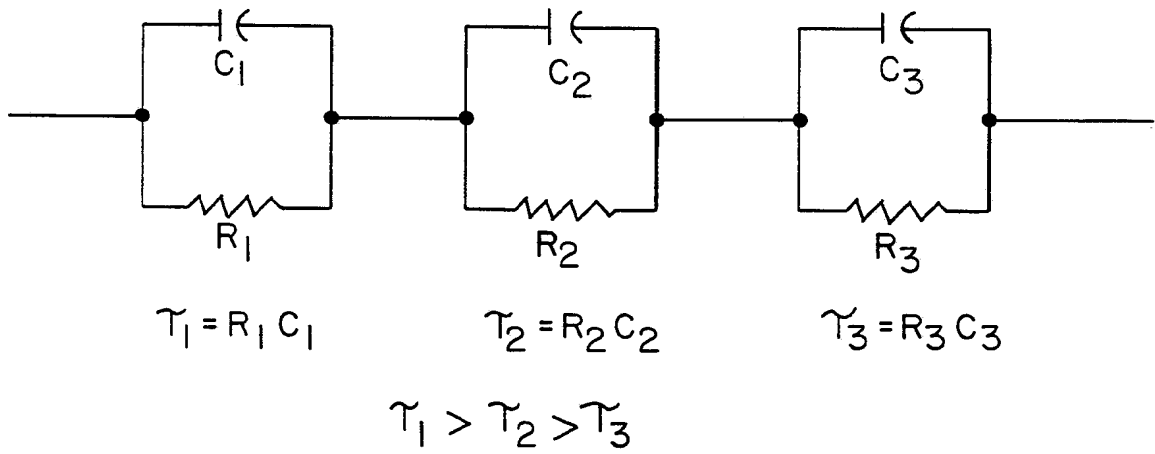 C1 C2 C3
R1 R2 R3
τ1 = R1 C1 τ2 = R2 C2 τ3 = R3 C3
τ1 > τ2 > τ3